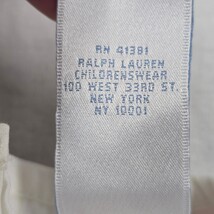 RN 41381
RALPH LAUREN
CHILDRENSWEAR
100 WEST 33RD ST.
NEW YORK
NY 10001